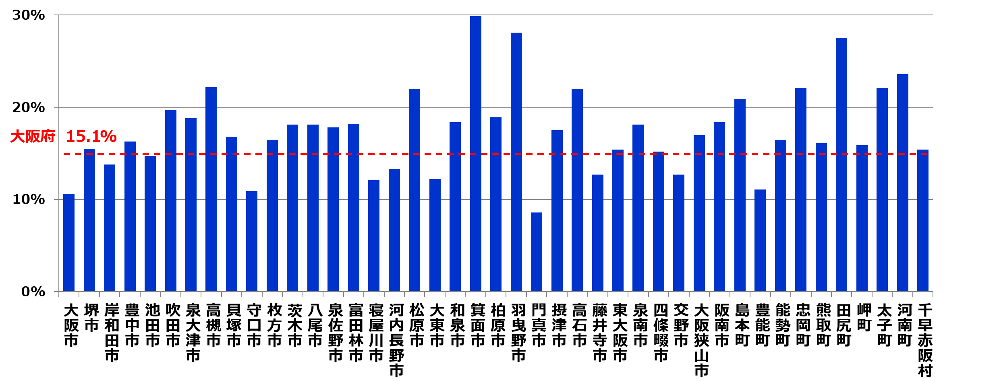 30%
20%
大阪府 15.1%
10%
0%
大阪市
堺市
岸和田市
豊中市
池田市
吹田市
泉大津市
高槻市
貝塚市
守口市
枚方市
茨木市
八尾市
泉佐野市
富田林市
寝屋川市
河内長野市
松原市
大東市
和泉市
箕面市
柏原市
羽曳野市
門真市
摂津市
高石市
藤井寺市
東大阪市
泉南市
四條畷市
交野市
大阪狭山市
阪南市
島本町
豊能町
能勢町
忠岡町
熊取町
田尻町
岬町
太子町
河南町
千早赤阪村